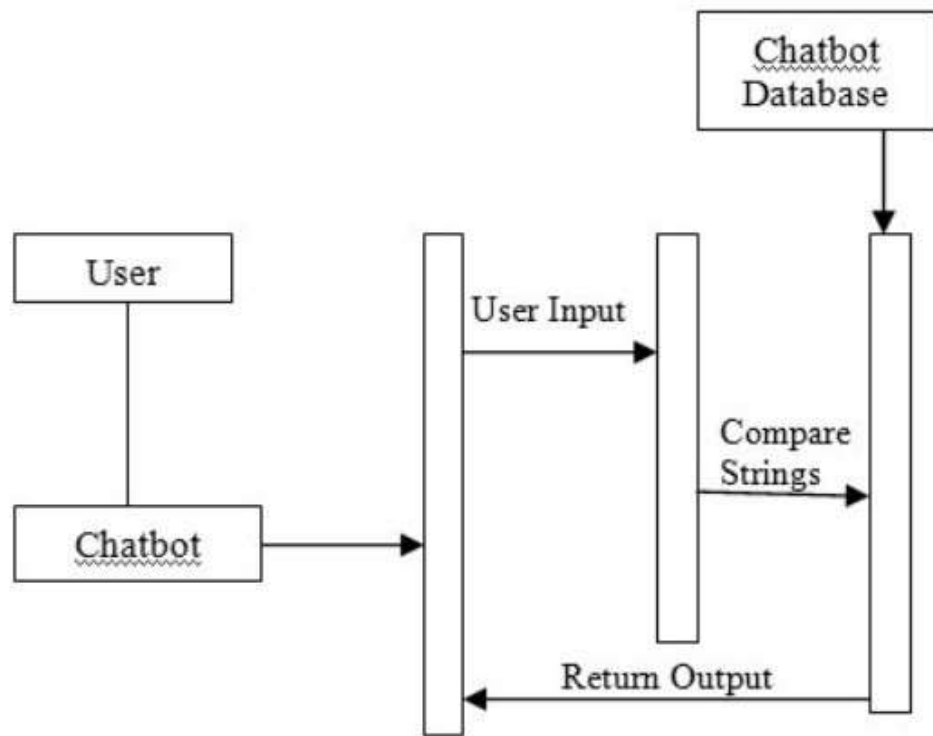 Chatbot
Database
User
User Input
Compare
Strings
Chatbot
Return Output